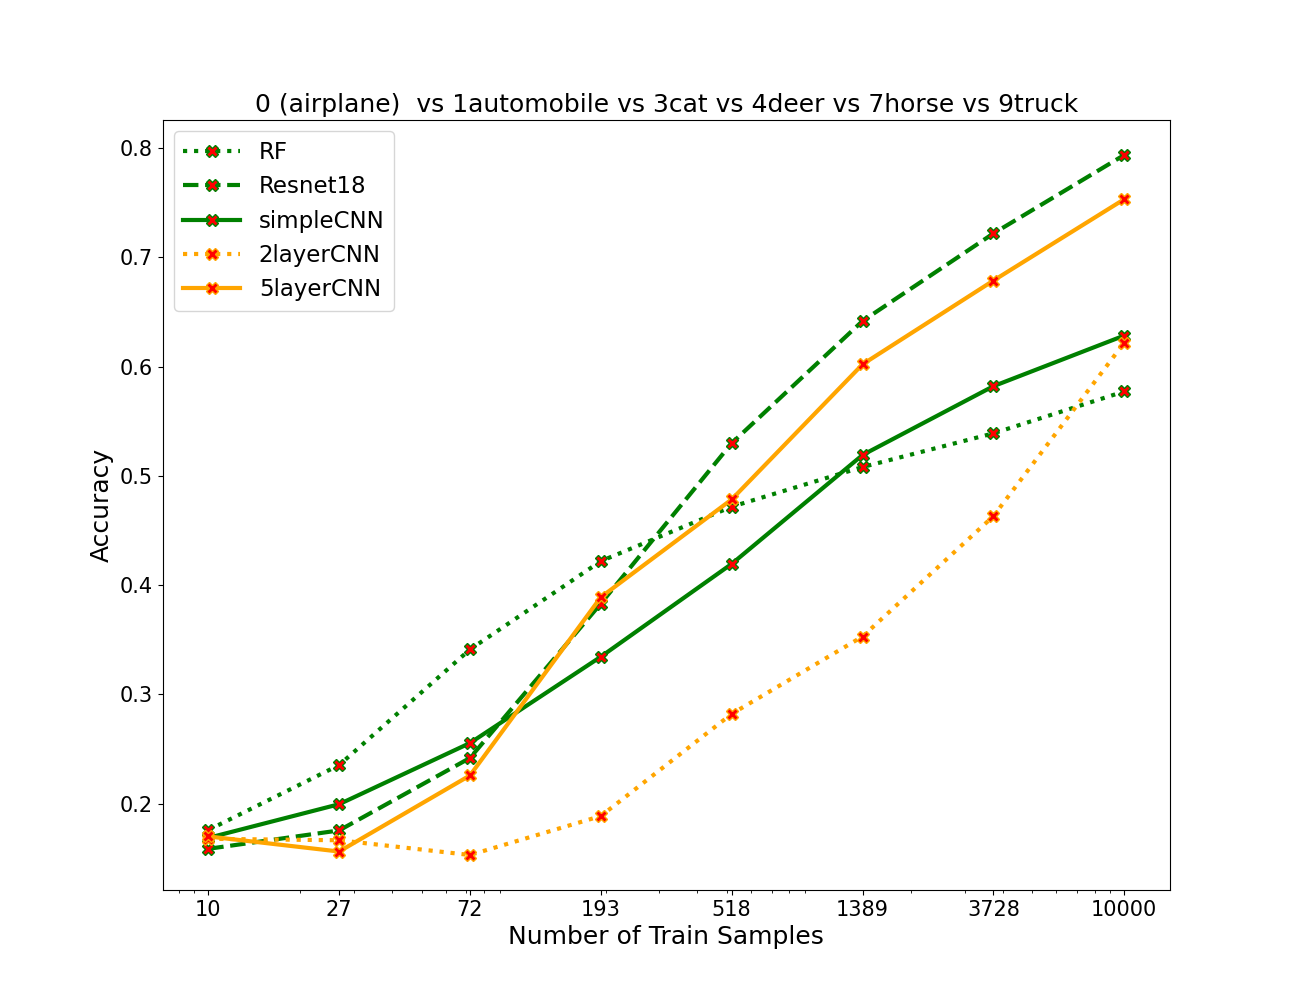 0 (airplane)  vs 1automobile vs 3cat vs 4deer vs 7horse vs 9truck
RF
Resnet18
simpleCNN
2layerCNN
5layerCNN
Accuracy
0.8
0.7
0.6
0.5
0.4
0.3
0.2
10 27 72 193 518 1389 3728 10000
Number of Train Samples